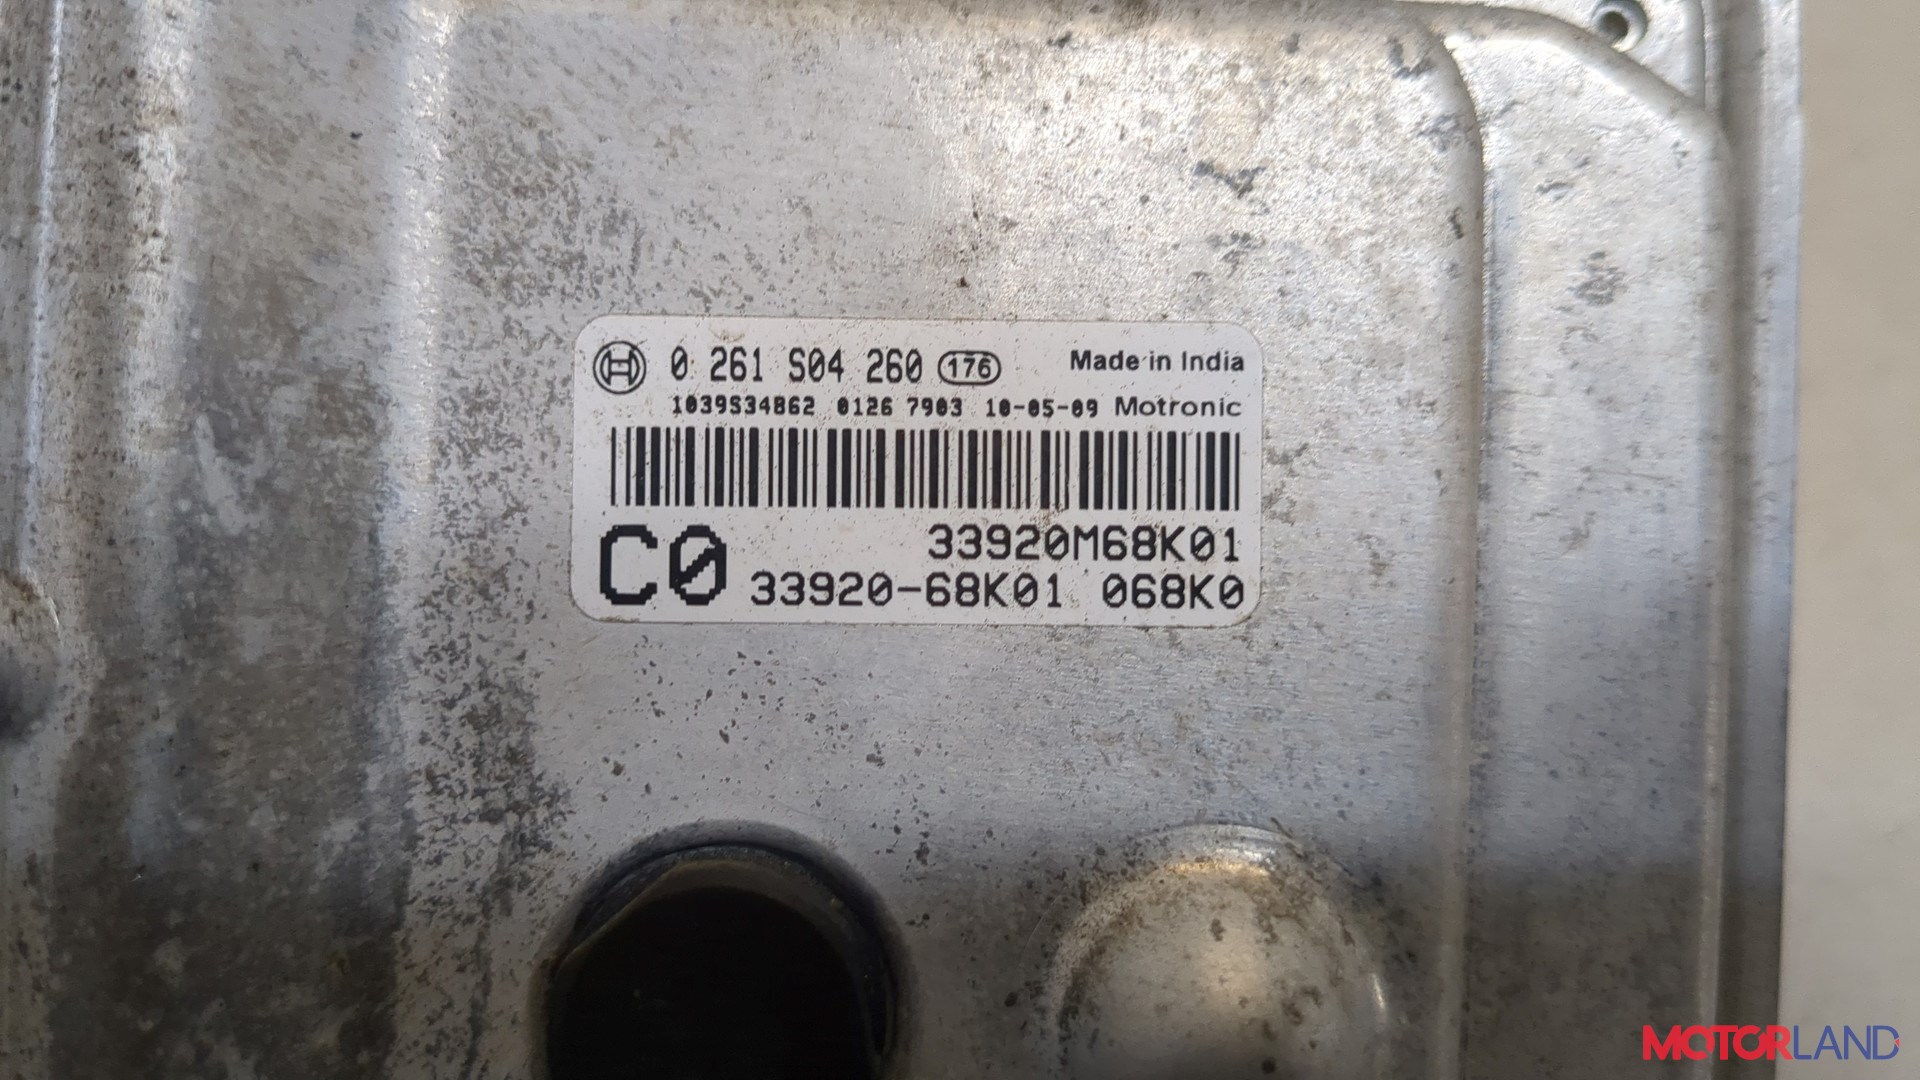 0 261 S04 260 176 Made in India
1039S34862 0126 7903 10-05-09 Motronic
33920M68K01
C0 33920-68K01 068K0
MOTORLAND